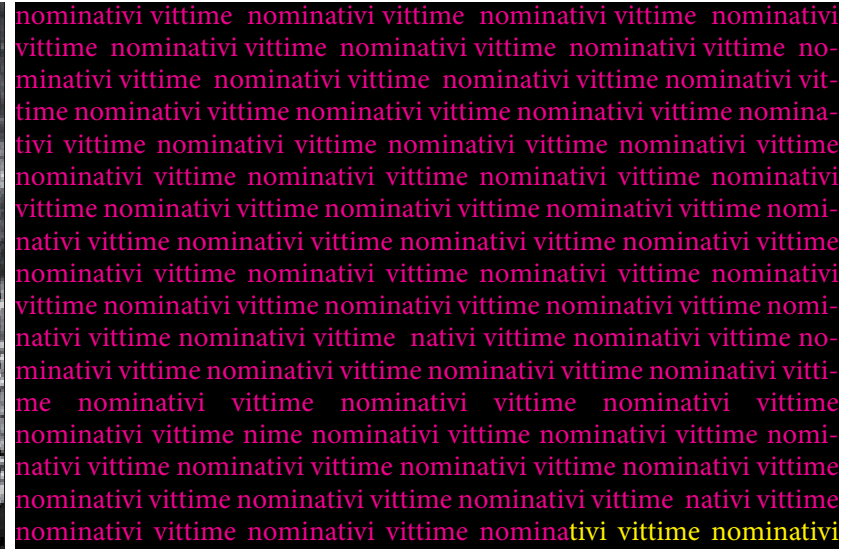 nominativi vittime nominativi vittime nominativi vittime nominativi
vittime nominativi vittime nominativi vittime nominativi vittime no-
minativi vittime nominativi vittime nominativi vittime nominativi vit-
time nominativi vittime nominativi vittime nominativi vittime nomina-
tivi vittime nominativi vittime nominativi vittime nominativi vittime
nominativi vittime nominativi vittime nominativi vittime nominativi
vittime nominativi vittime nominativi vittime nominativi vittime nomi-
nativi vittime nominativi vittime nominativi vittime nominativi vittime
nominativi vittime nominativi vittime nominativi vittime nominativi
vittime nominativi vittime nominativi vittime nominativi vittime nomi-
nativi vittime nominativi vittime nativi vittime nominativi vittime no-
minativi vittime nominativi vittime nominativi vittime nominativi vitti-
me nominativi vittime nominativi vittime nominativi vittime
nominativi vittime nime nominativi vittime nominativi vittime nomi-
nativi vittime nominativi vittime nominativi vittime nominativi vittime
nominativi vittime nominativi vittime nominativi vittime nativi vittime
nominativi vittime nominativi vittime nominativi vittime nominativi